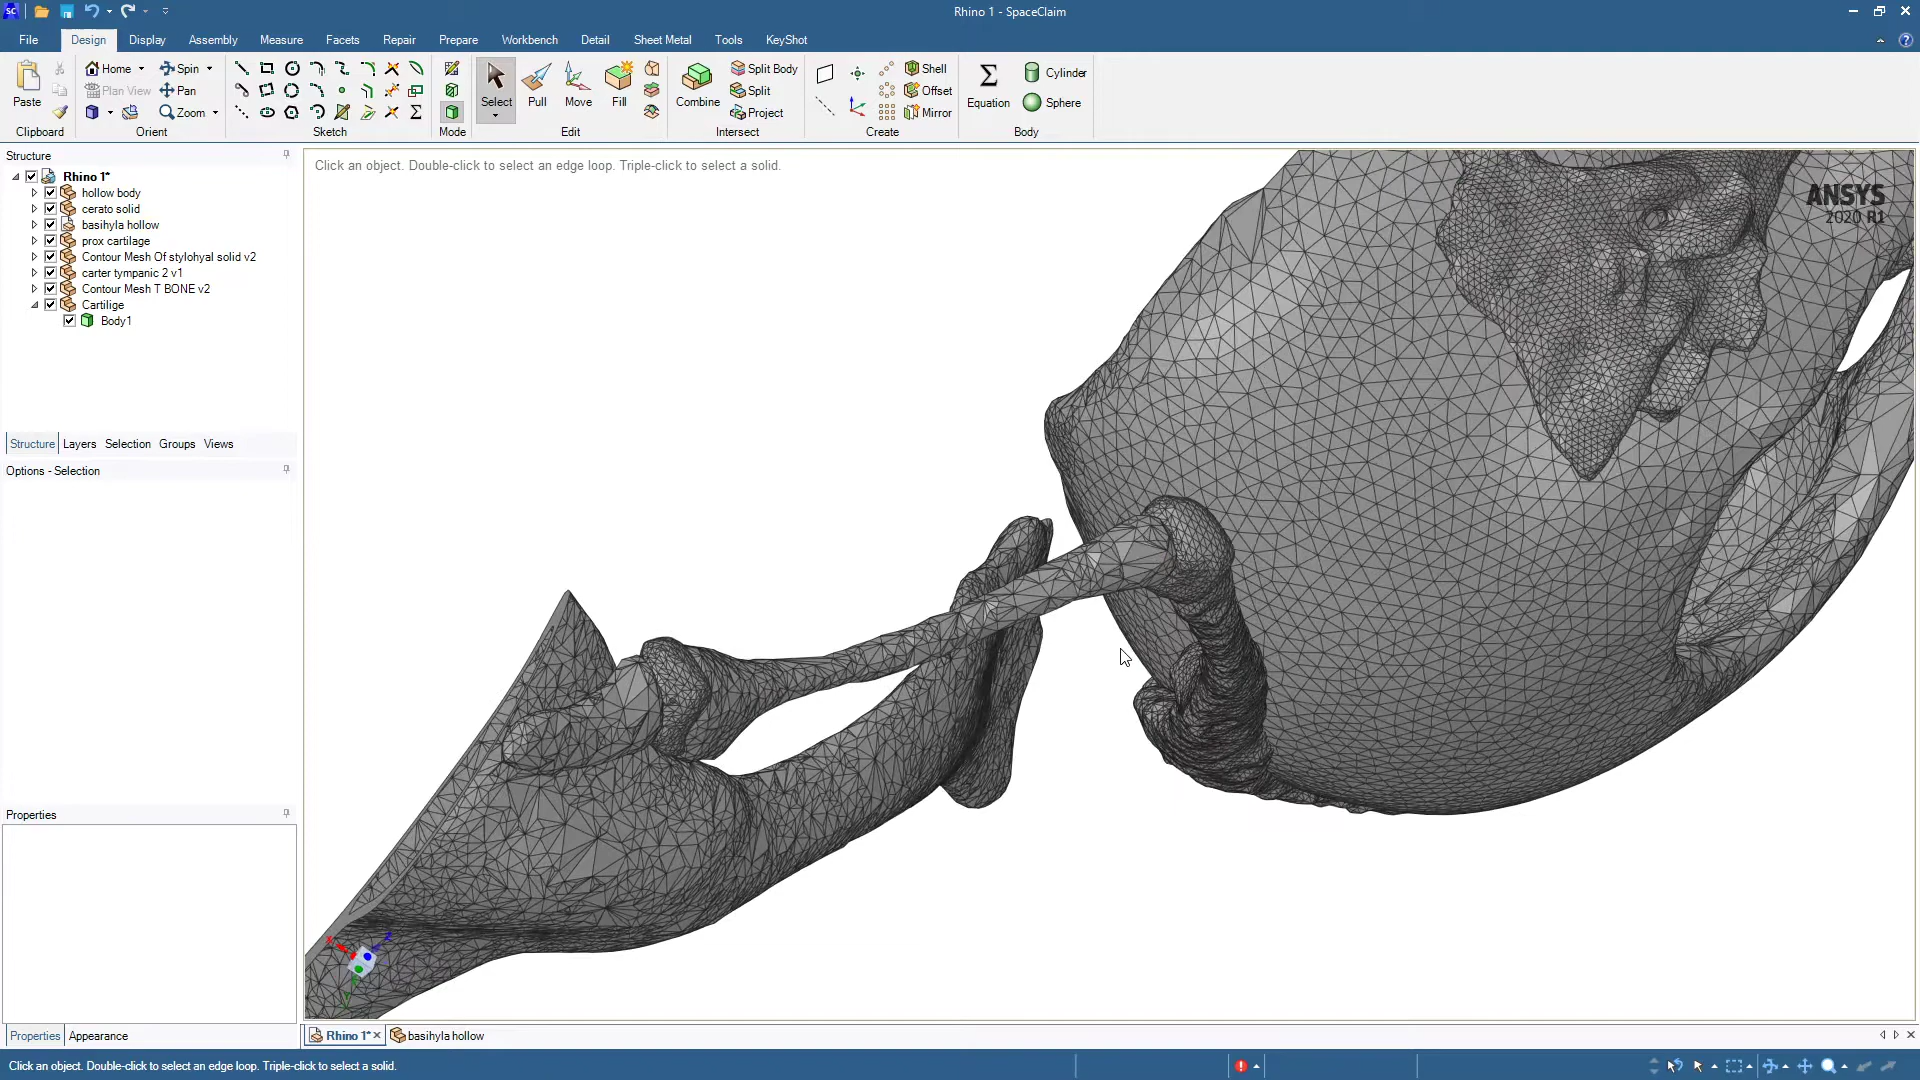 SC
Rhino 1 - SpaceClaim
File Design Display Assembly Measure Facets Repair Prepare Workbench Detail Sheet Metal Tools KeyShot
Paste
Clipboard
Home
Spin
Plan View
Pan
Zoom
Orient
Sketch
Mode
Select
Pull
Move
Fill
Edit
Combine
Split Body
Split
Project
Intersect
Shell
Offset
Mirror
Create
Equation
Cylinder
Sphere
Body
Structure
Rhino 1*
hollow body
cerato solid
basihyla hollow
prox cartilage
Contour Mesh Of stylohyal solid v2
carter tympanic 2 v1
Contour Mesh T BONE v2
Cartilige
Body1
Structure Layers Selection Groups Views
Options - Selection
Properties
Properties Appearance
Click an object. Double-click to select an edge loop. Triple-click to select a solid.
ANSYS
2020 R1
X
Z
Y
Rhino 1*
basihyla hollow
Click an object. Double-click to select an edge loop. Triple-click to select a solid.